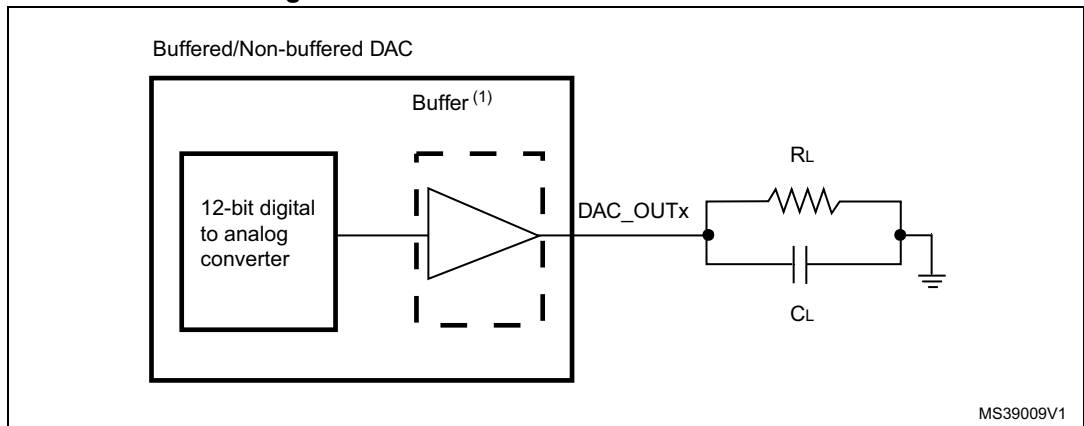 Buffered/Non-buffered DAC
Buffer (1)
12-bit digital
to analog
converter
DAC_OUTx
RL
CL
MS39009V1